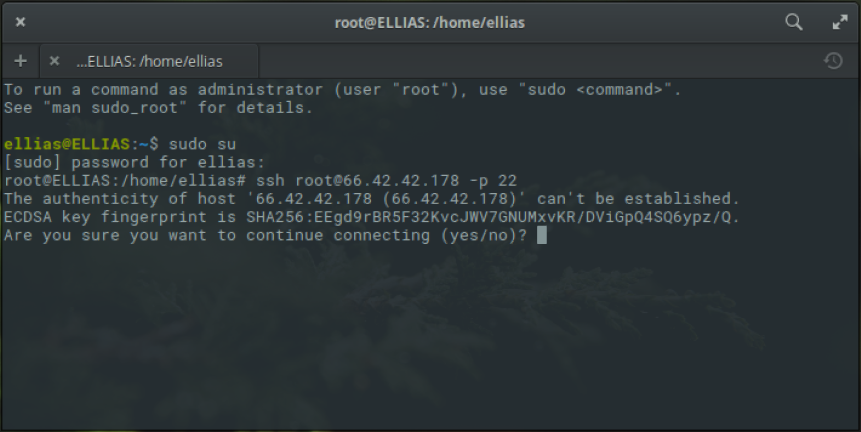 root@ELLIAS: /home/ellias
...ELLIAS: /home/ellias
To run a command as administrator (user "root"), use "sudo <command>".
See "man sudo_root" for details.
ellias@ELLIAS:~$ sudo su
[sudo] password for ellias:
root@ELLIAS:/home/ellias# ssh root@66.42.42.178 -p 22
The authenticity of host '66.42.42.178 (66.42.42.178)' can't be established.
ECDSA key fingerprint is SHA256:EEgd9rBR5F32KvcJWV7GNUMxvKR/DViGpQ4SQ6ypz/Q.
Are you sure you want to continue connecting (yes/no)?